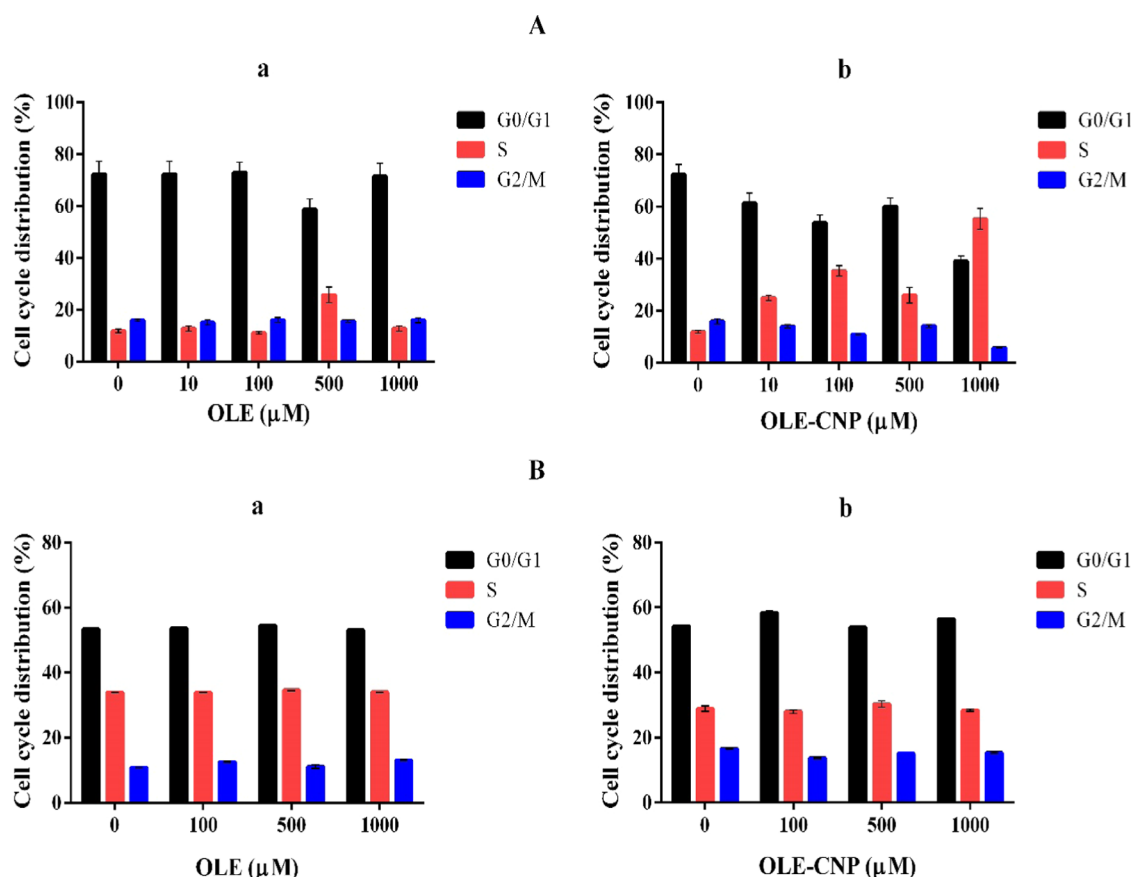 A
a
Cell cycle distribution (%)
100
80
60
40
20
0
0 10 100 500 1000
OLE (μM)
G0/G1
S
G2/M
b
Cell cycle distribution (%)
100
80
60
40
20
0
0 10 100 500 1000
OLE-CNP (μM)
G0/G1
S
G2/M
B
a
Cell cycle distribution (%)
80
60
40
20
0
0 100 500 1000
OLE (μM)
G0/G1
S
G2/M
b
Cell cycle distribution (%)
80
60
40
20
0
0 100 500 1000
OLE-CNP (μM)
G0/G1
S
G2/M